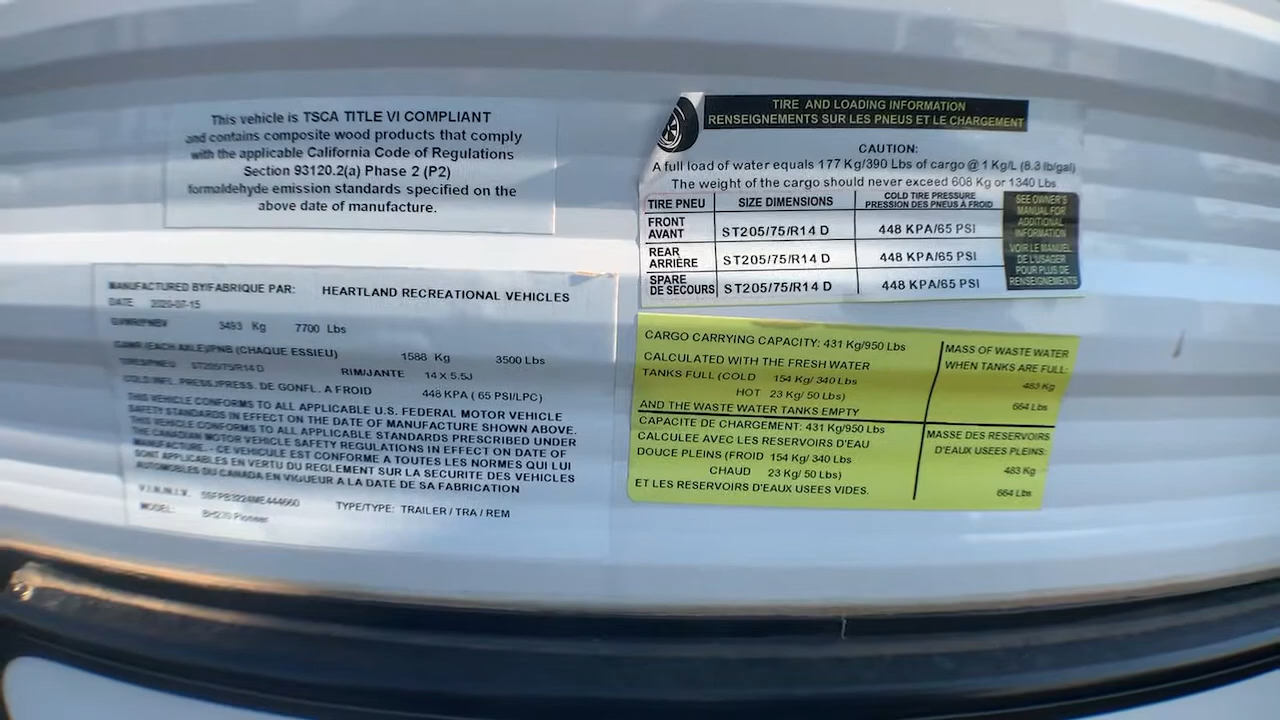 This vehicle is TSCA TITLE VI COMPLIANT
and contains composite wood products that comply
with the applicable California Code of Regulations
Section 93120.2(a) Phase 2 (P2)
formaldehyde emission standards specified on the
above date of manufacture.
TIRE AND LOADING INFORMATION
RENSEIGNEMENTS SUR LES PNEUS ET LE CHARGEMENT
CAUTION:
A full load of water equals 177 Kg/390 Lbs of cargo @ 1 Kg/L (8.3 lb/gal)
The weight of the cargo should never exceed 608 Kg or 1340 Lbs
TIRE PNEU SIZE DIMENSIONS COLD TIRE PRESSURE
PRESSION DES PNEUS À FROID
FRONT
AVANT ST205/75/R14 D 448 KPA/65 PSI
REAR
ARRIÈRE ST205/75/R14 D 448 KPA/65 PSI
SPARE
DE SECOURS ST205/75/R14 D 448 KPA/65 PSI
SEE OWNER'S
MANUAL FOR
ADDITIONAL
INFORMATION
VOIR LE MANUEL
DE L'USAGER
POUR PLUS DE
RENSEIGNEMENTS
MANUFACTURED BY/FABRIQUE PAR: HEARTLAND RECREATIONAL VEHICLES
DATE 2020-07-15
GVWR/PNBV 3493 Kg 7700 Lbs
GAWR (EACH AXLE)/PNB (CHAQUE ESSIEU) 1588 Kg 3500 Lbs
TIRES/PNEU ST205/75/R14 D RIM/JANTE 14 X 5.5J
COLD INFL. PRESS./PRESS. DE GONFL. A FROID 448 KPA ( 65 PSI/LPC)
THIS VEHICLE CONFORMS TO ALL APPLICABLE U.S. FEDERAL MOTOR VEHICLE
SAFETY STANDARDS IN EFFECT ON THE DATE OF MANUFACTURE SHOWN ABOVE.
THIS VEHICLE CONFORMS TO ALL APPLICABLE STANDARDS PRESCRIBED UNDER
THE CANADIAN MOTOR VEHICLE SAFETY REGULATIONS IN EFFECT ON DATE OF
MANUFACTURE. - CE VEHICULE EST CONFORME A TOUTES LES NORMES QUI LUI
SONT APPLICABLES EN VERTU DU REGLEMENT SUR LA SECURITE DES VEHICLES
AUTOMOBILES DU CANADA EN VIGUEUR A LA DATE DE SA FABRICATION
V.I.N./N.I.V. 5SFPB3224ME444660
MODEL: BH270 Pioneer TYPE/TYPE: TRAILER / TRA / REM
CARGO CARRYING CAPACITY: 431 Kg/950 Lbs
CALCULATED WITH THE FRESH WATER
TANKS FULL (COLD 154 Kg/ 340 Lbs
HOT 23 Kg/ 50 Lbs)
AND THE WASTE WATER TANKS EMPTY
MASS OF WASTE WATER
WHEN TANKS ARE FULL:
483 Kg
664 Lbs
CAPACITE DE CHARGEMENT: 431 Kg/950 Lbs
CALCULEE AVEC LES RESERVOIRS D'EAU
DOUCE PLEINS (FROID 154 Kg/ 340 Lbs
CHAUD 23 Kg/ 50 Lbs)
ET LES RESERVOIRS D'EAUX USEES VIDES.
MASSE DES RESERVOIRS
D'EAUX USEES PLEINS:
483 Kg
664 Lbs